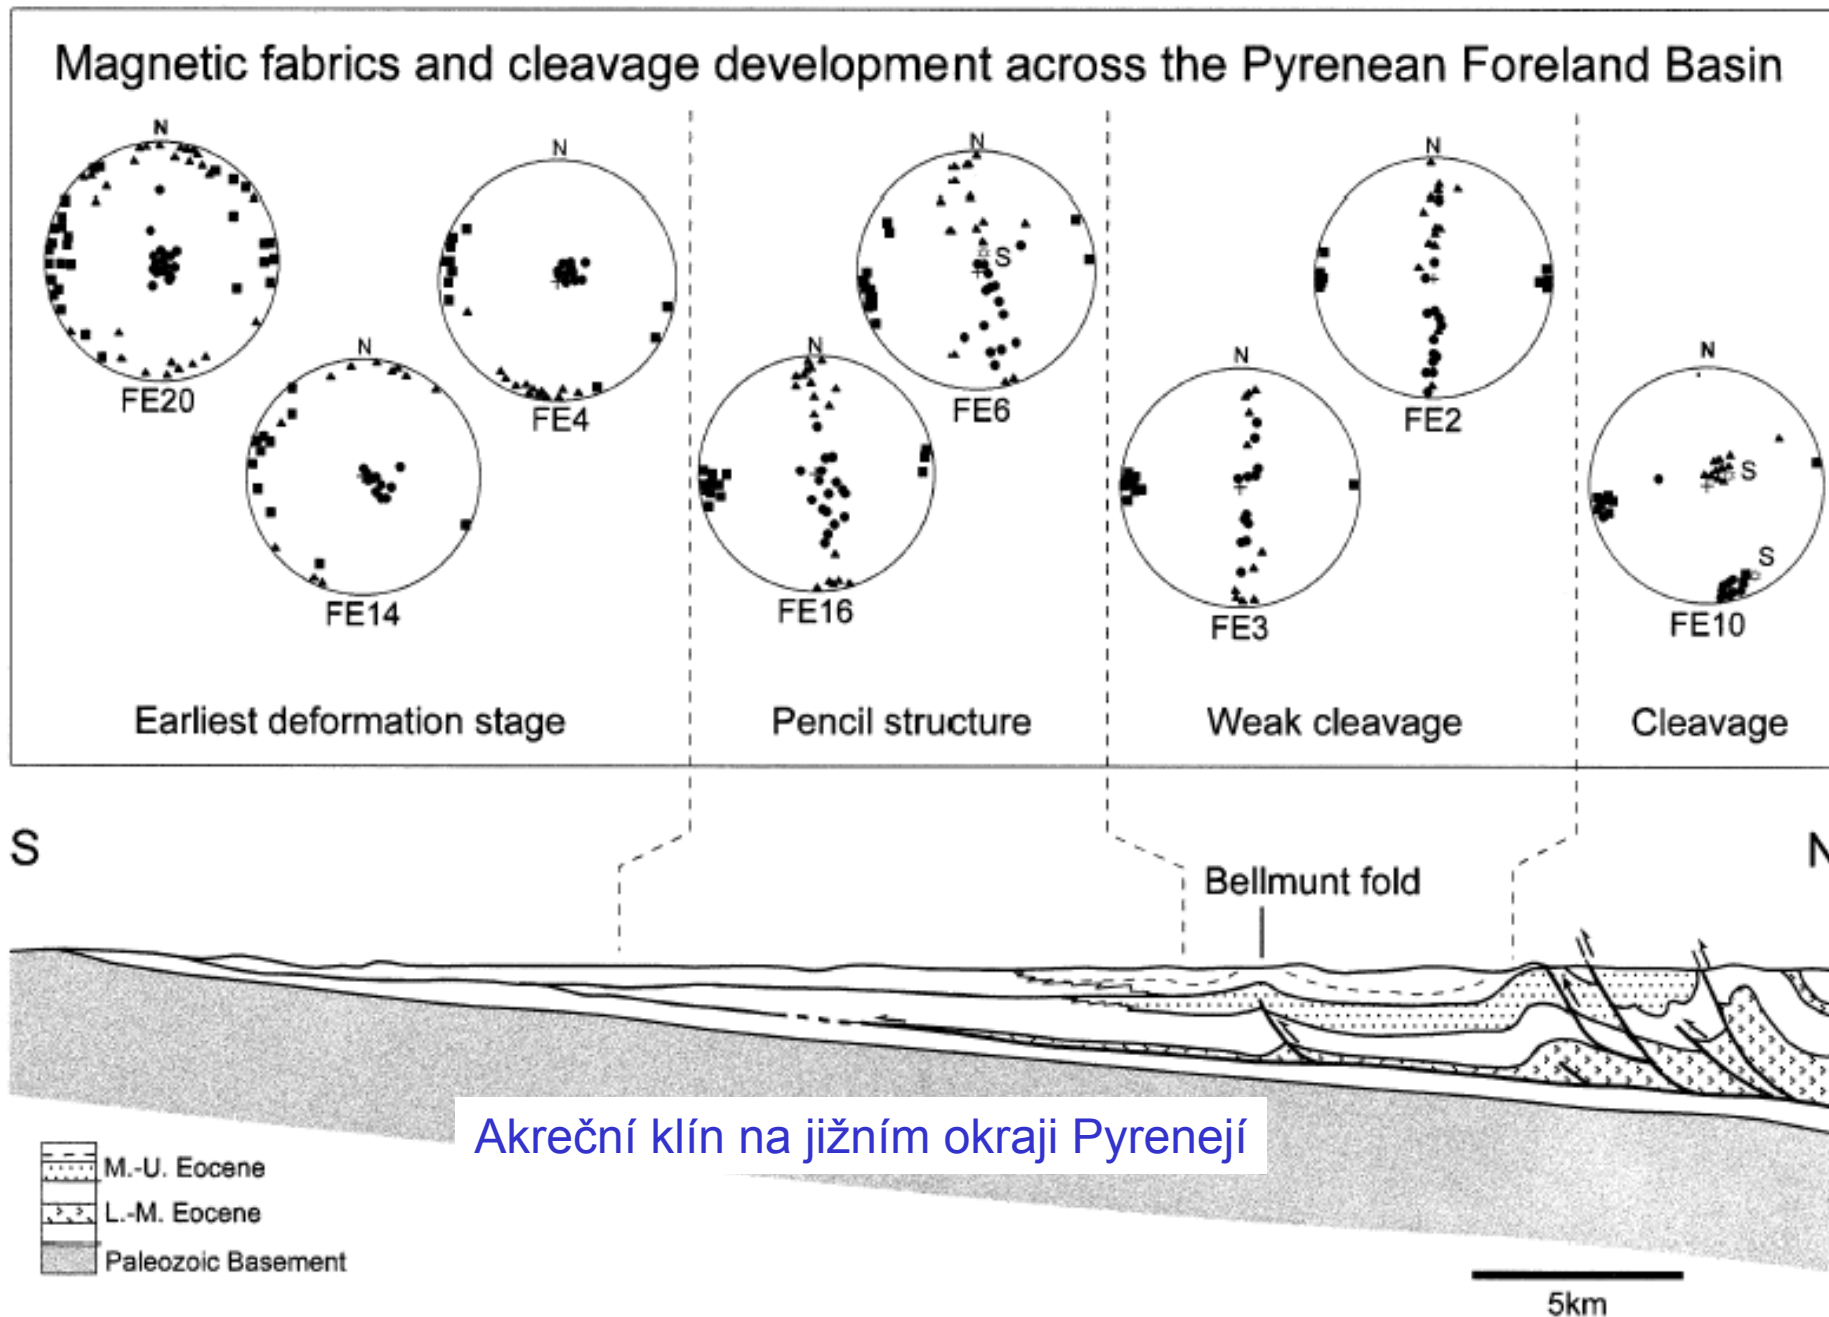 Magnetic fabrics and cleavage development across the Pyrenean Foreland Basin
N
N
N
N
FE20
FE4
FE6
S
FE2
N
N
N
N
FE14
FE16
FE3
FE10
S
S
Earliest deformation stage
Pencil structure
Weak cleavage
Cleavage
S
N
Bellmunt fold
Akreční klín na jižním okraji Pyrenejí
M.-U. Eocene
L.-M. Eocene
Paleozoic Basement
5km